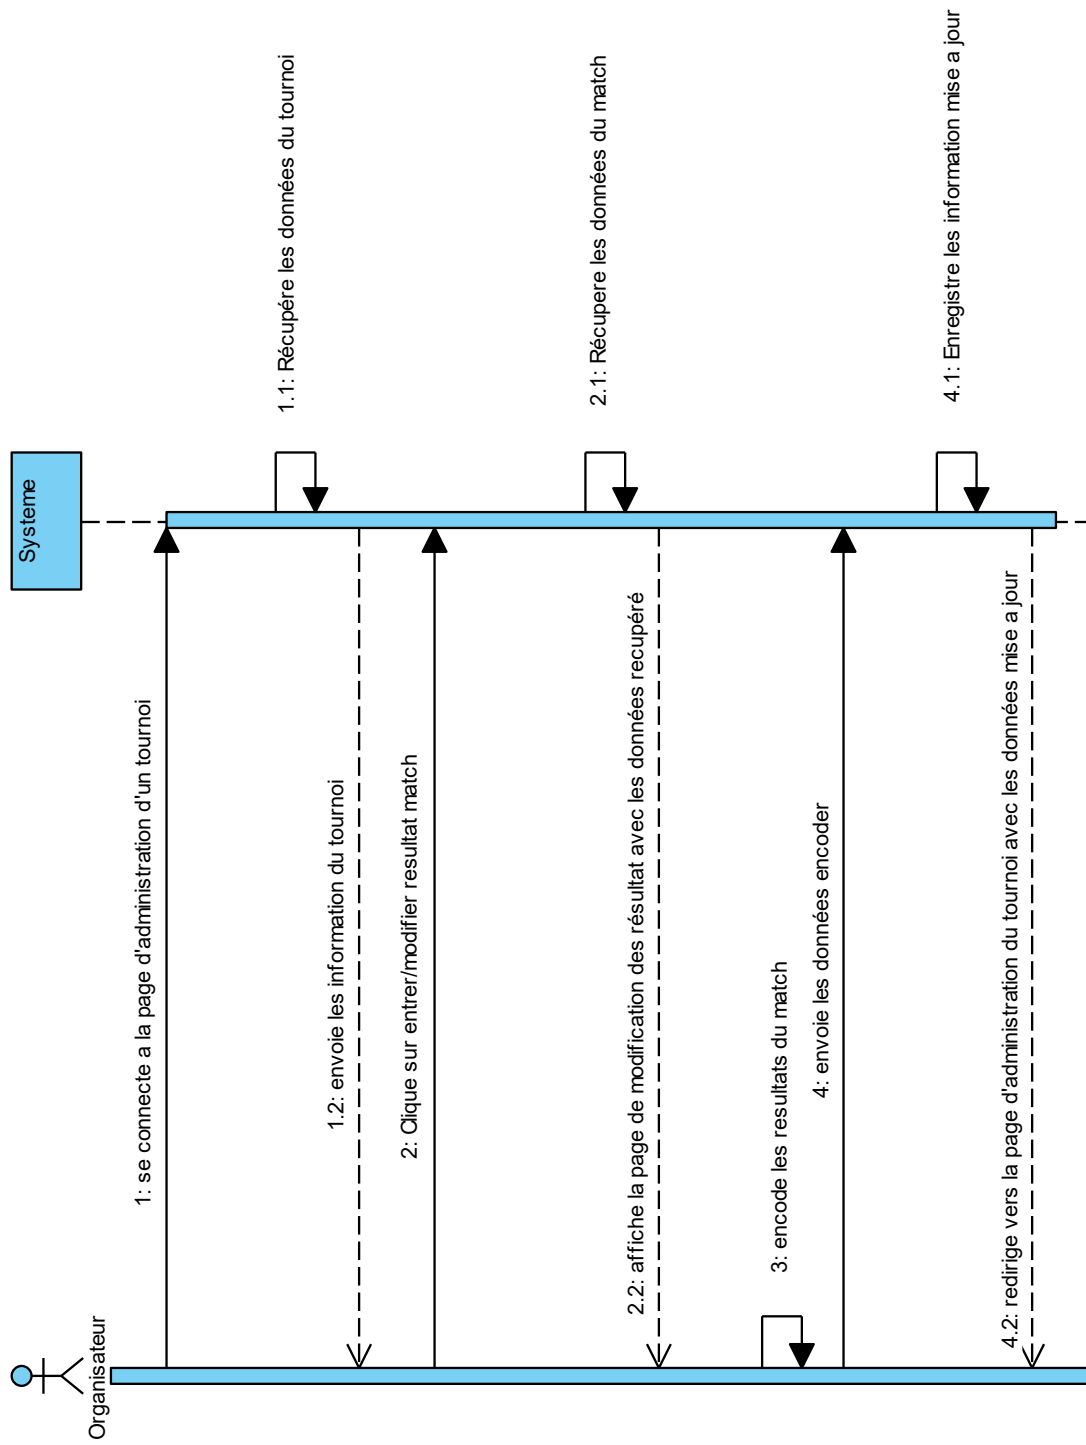 Organisateur
Systeme
1: se connecte a la page d'administration d'un tournoi
1.1: Récupére les données du tournoi
1.2: envoie les information du tournoi
2: Clique sur entrer/modifier resultat match
2.1: Récupere les données du match
2.2: affiche la page de modification des résultat avec les données recupéré
3: encode les resultats du match
4: envoie les données encoder
4.1: Enregistre les information mise a jour
4.2: redirige vers la page d'administration du tournoi avec les données mise a jour